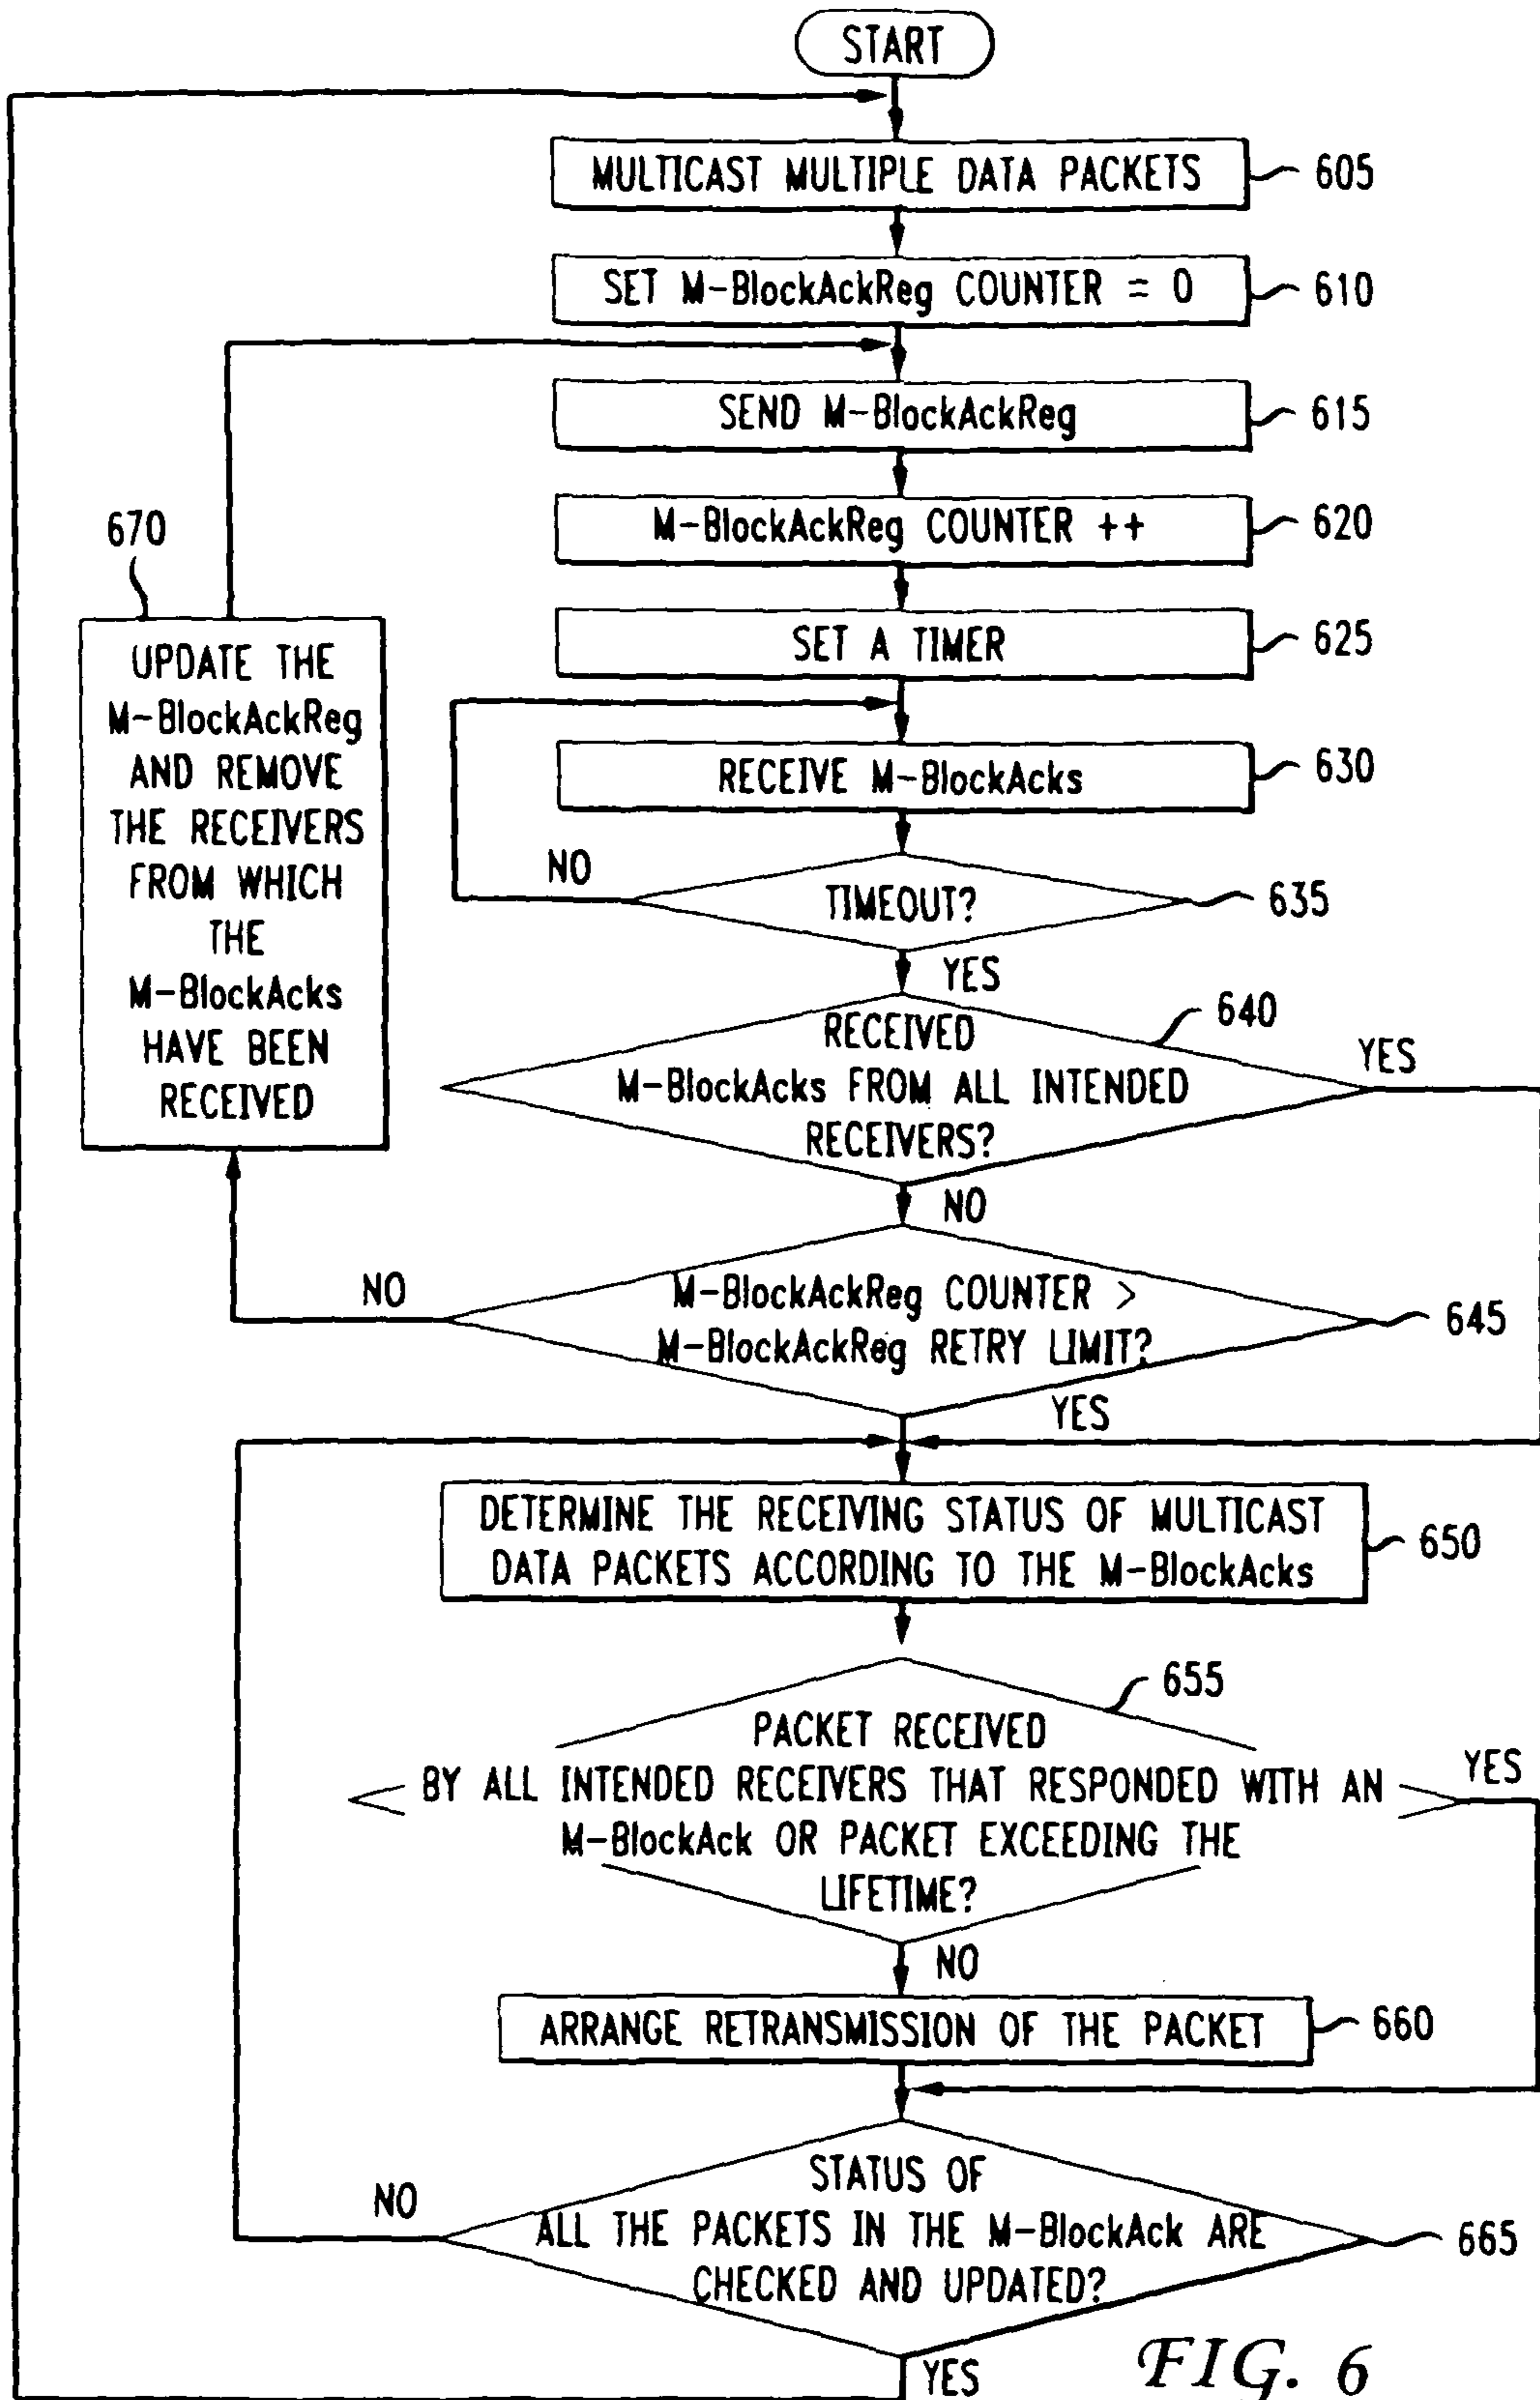 START
MULTICAST MULTIPLE DATA PACKETS
605
SET M-BlockAckReg COUNTER = 0
610
SEND M-BlockAckReg
615
M-BlockAckReg COUNTER ++
620
SET A TIMER
625
RECEIVE M-BlockAcks
630
TIMEOUT?
635
NO
YES
670
UPDATE THE
M-BlockAckReg
AND REMOVE
THE RECEIVERS
FROM WHICH
THE
M-BlockAcks
HAVE BEEN
RECEIVED
640
RECEIVED
M-BlockAcks FROM ALL INTENDED
RECEIVERS?
YES
NO
M-BlockAckReg COUNTER >
M-BlockAckReg RETRY LIMIT?
645
NO
YES
DETERMINE THE RECEIVING STATUS OF MULTICAST
DATA PACKETS ACCORDING TO THE M-BlockAcks
650
655
PACKET RECEIVED
BY ALL INTENDED RECEIVERS THAT RESPONDED WITH AN
M-BlockAck OR PACKET EXCEEDING THE
LIFETIME?
YES
NO
ARRANGE RETRANSMISSION OF THE PACKET
660
STATUS OF
ALL THE PACKETS IN THE M-BlockAck ARE
CHECKED AND UPDATED?
665
NO
YES
FIG. 6